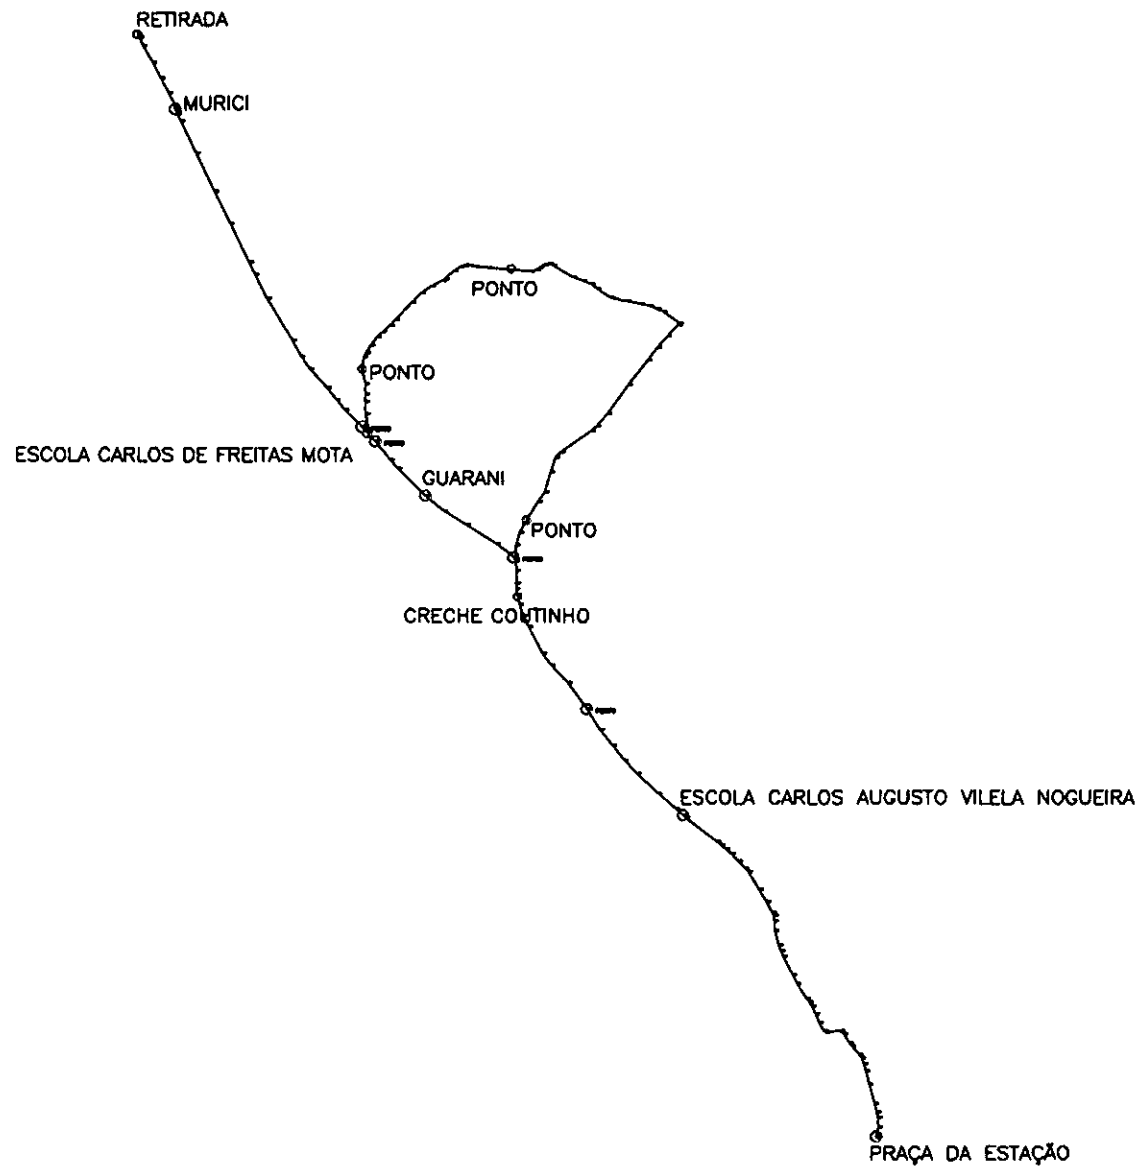 RETIRADA
MURICI
PONTO
PONTO
ESCOLA CARLOS DE FREITAS MOTA
GUARANI
PONTO
CRECHE COUTINHO
ESCOLA CARLOS AUGUSTO VILELA NOGUEIRA
PRAÇA DA ESTAÇÃO